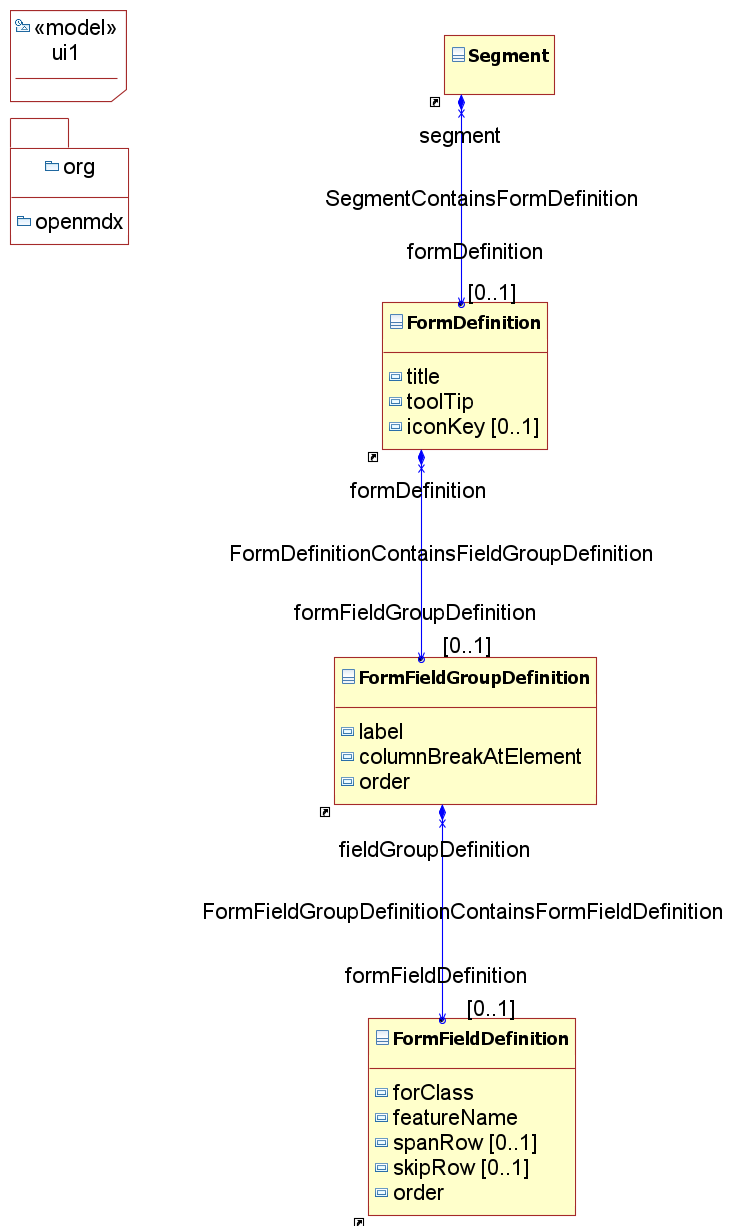 «model»
ui1
org
openmdx
Segment
segment
SegmentContainsFormDefinition
formDefinition
[0..1]
FormDefinition
title
toolTip
iconKey [0..1]
formDefinition
FormDefinitionContainsFieldGroupDefinition
formFieldGroupDefinition
[0..1]
FormFieldGroupDefinition
label
columnBreakAtElement
order
fieldGroupDefinition
FormFieldGroupDefinitionContainsFormFieldDefinition
formFieldDefinition
[0..1]
FormFieldDefinition
forClass
featureName
spanRow [0..1]
skipRow [0..1]
order